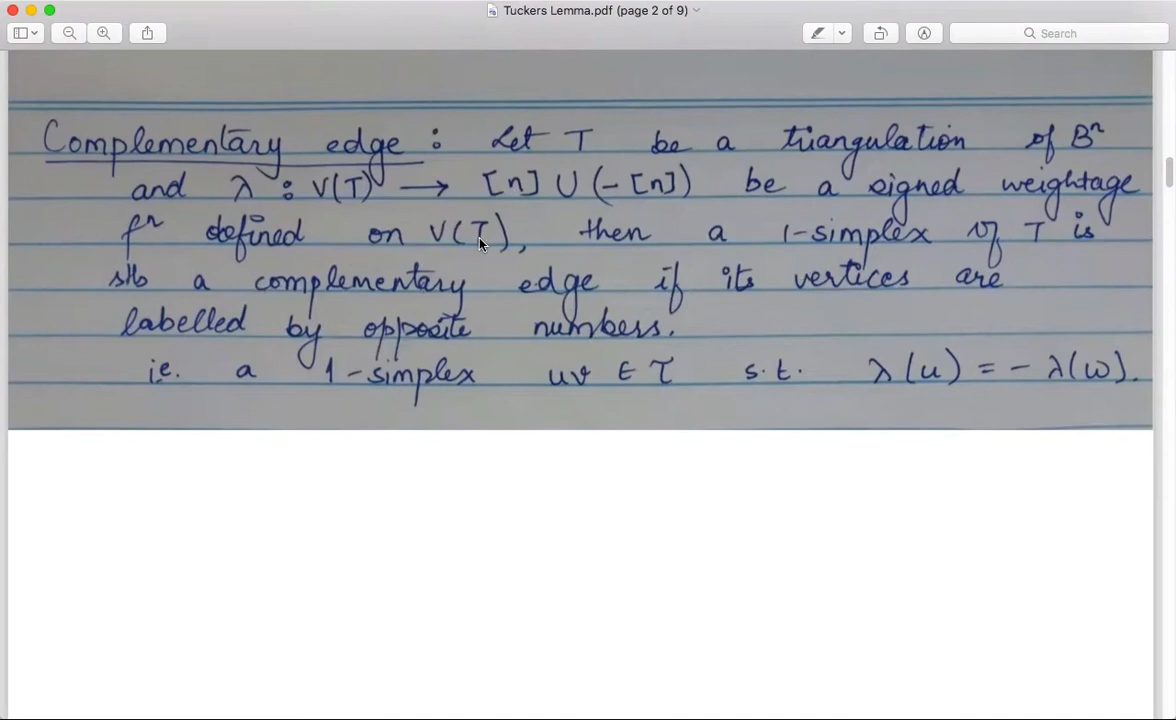 Tuckers Lemma.pdf (page 2 of 9)
Search
Complementary edge : Let T be a triangulation of Bⁿ
and λ : V(T) → [n] ∪ (-[n]) be a signed weightage
fⁿ defined on V(T), then a 1-simplex of T is
s/b a complementary edge if its vertices are
labelled by opposite numbers.
i.e. a 1-simplex uv ∈ T s.t. λ(u) = - λ(v).